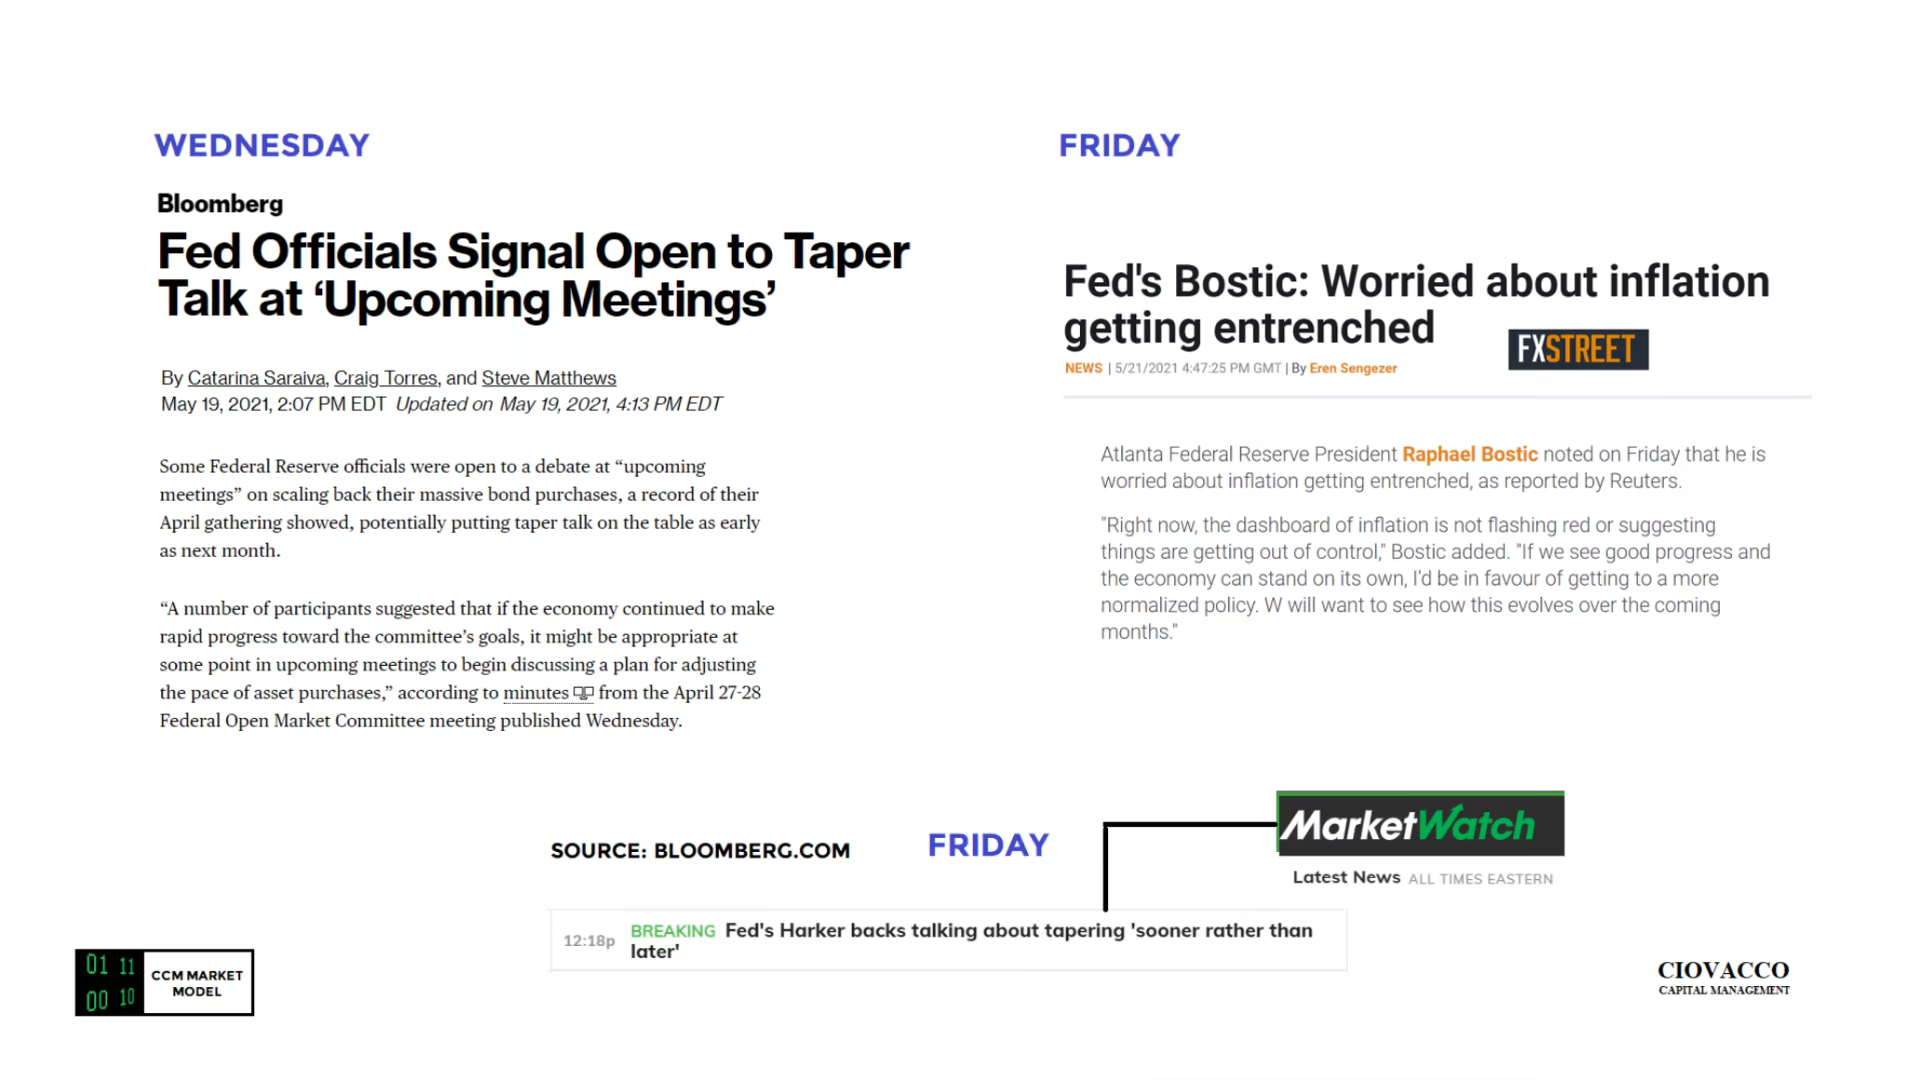 WEDNESDAY
Bloomberg
Fed Officials Signal Open to Taper
Talk at ‘Upcoming Meetings’
By Catarina Saraiva, Craig Torres, and Steve Matthews
May 19, 2021, 2:07 PM EDT Updated on May 19, 2021, 4:13 PM EDT
Some Federal Reserve officials were open to a debate at “upcoming
meetings” on scaling back their massive bond purchases, a record of their
April gathering showed, potentially putting taper talk on the table as early
as next month.
“A number of participants suggested that if the economy continued to make
rapid progress toward the committee’s goals, it might be appropriate at
some point in upcoming meetings to begin discussing a plan for adjusting
the pace of asset purchases,” according to minutes from the April 27-28
Federal Open Market Committee meeting published Wednesday.
FRIDAY
Fed's Bostic: Worried about inflation
getting entrenched
FXSTREET
NEWS | 5/21/2021 4:47:25 PM GMT | By Eren Sengezer
Atlanta Federal Reserve President Raphael Bostic noted on Friday that he is
worried about inflation getting entrenched, as reported by Reuters.
"Right now, the dashboard of inflation is not flashing red or suggesting
things are getting out of control," Bostic added. "If we see good progress and
the economy can stand on its own, I'd be in favour of getting to a more
normalized policy. W will want to see how this evolves over the coming
months."
SOURCE: BLOOMBERG.COM
FRIDAY
MarketWatch
Latest News ALL TIMES EASTERN
12:18p BREAKING Fed's Harker backs talking about tapering 'sooner rather than
later'
01 11
00 10
CCM MARKET
MODEL
CIOVACCO
CAPITAL MANAGEMENT